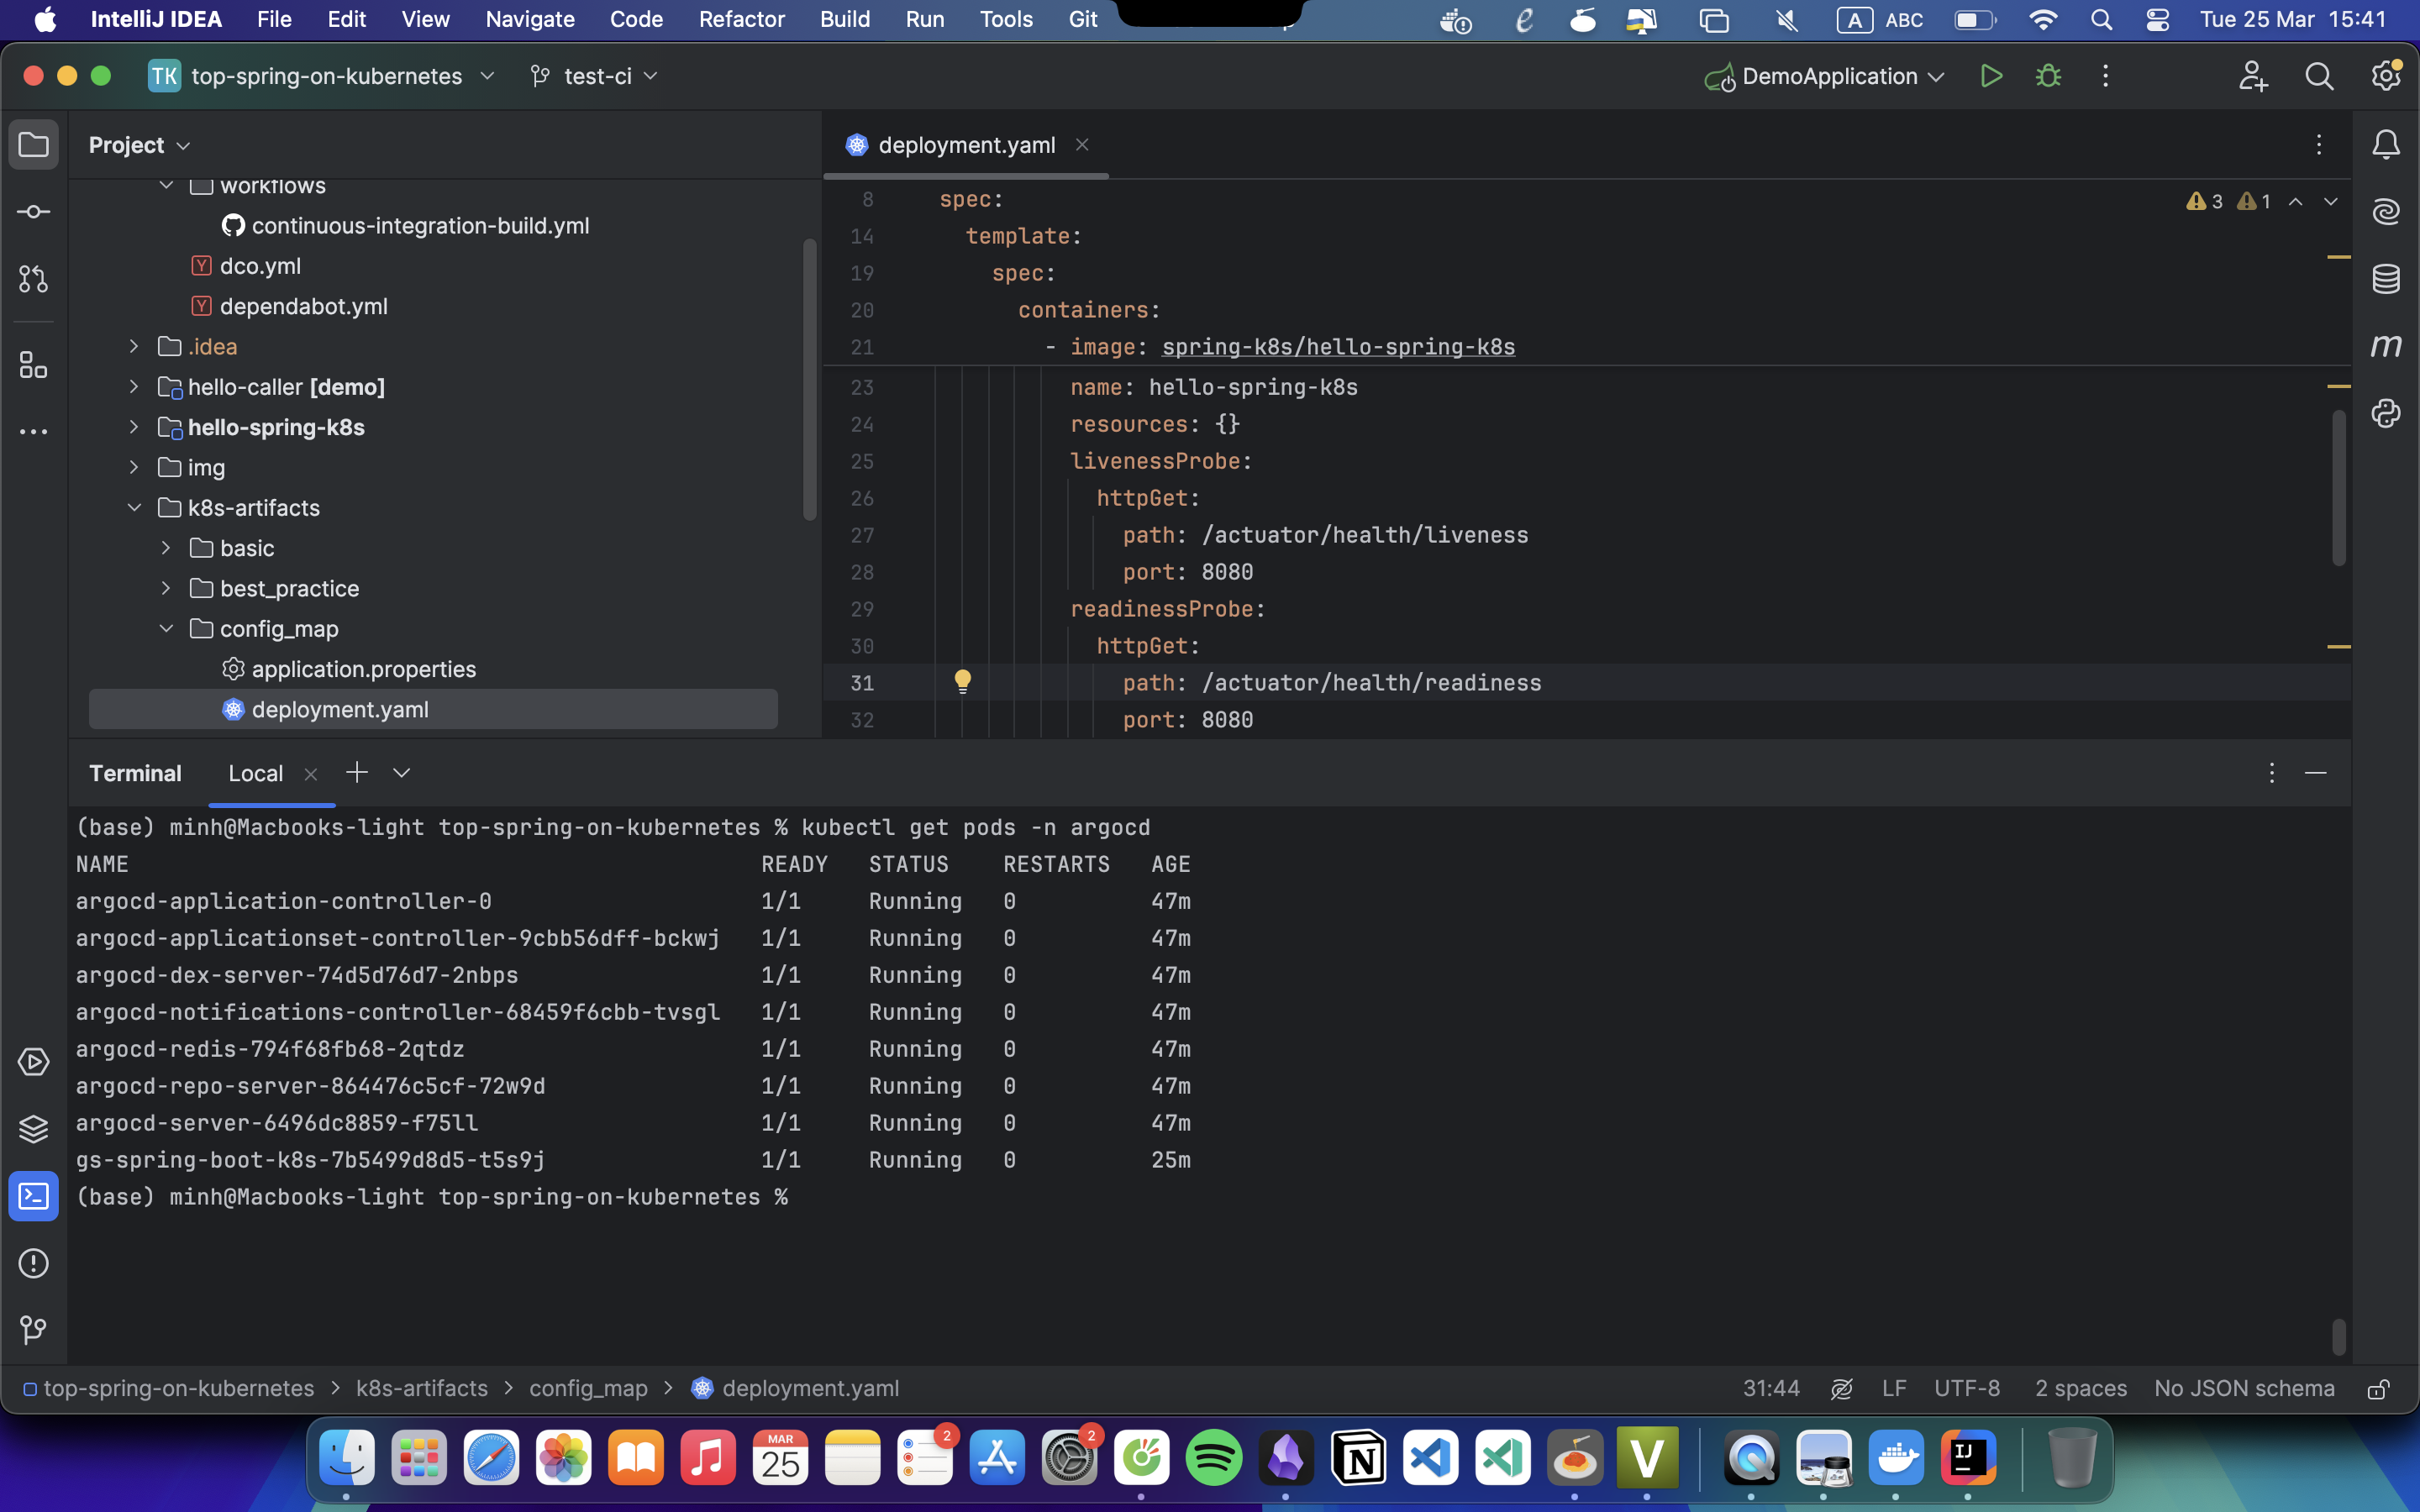 IntelliJ IDEA File Edit View Navigate Code Refactor Build Run Tools Git
A ABC Tue 25 Mar 15:41
TK top-spring-on-kubernetes test-ci DemoApplication
Project
workflows
continuous-integration-build.yml
dco.yml
dependabot.yml
.idea
hello-caller [demo]
hello-spring-k8s
img
k8s-artifacts
basic
best_practice
config_map
application.properties
deployment.yaml
deployment.yaml
3 1
8 spec:
14 template:
19 spec:
20 containers:
21 - image: spring-k8s/hello-spring-k8s
23 name: hello-spring-k8s
24 resources: {}
25 livenessProbe:
26 httpGet:
27 path: /actuator/health/liveness
28 port: 8080
29 readinessProbe:
30 httpGet:
31 path: /actuator/health/readiness
32 port: 8080
Terminal Local
(base) minh@Macbooks-light top-spring-on-kubernetes % kubectl get pods -n argocd
NAME READY STATUS RESTARTS AGE
argocd-application-controller-0 1/1 Running 0 47m
argocd-applicationset-controller-9cbb56dff-bckwj 1/1 Running 0 47m
argocd-dex-server-74d5d76d7-2nbps 1/1 Running 0 47m
argocd-notifications-controller-68459f6cbb-tvsgl 1/1 Running 0 47m
argocd-redis-794f68fb68-2qtdz 1/1 Running 0 47m
argocd-repo-server-864476c5cf-72w9d 1/1 Running 0 47m
argocd-server-6496dc8859-f75ll 1/1 Running 0 47m
gs-spring-boot-k8s-7b5499d8d5-t5s9j 1/1 Running 0 25m
(base) minh@Macbooks-light top-spring-on-kubernetes %
top-spring-on-kubernetes > k8s-artifacts > config_map > deployment.yaml
31:44 LF UTF-8 2 spaces No JSON schema
MAR
25
2
2
V
IJ